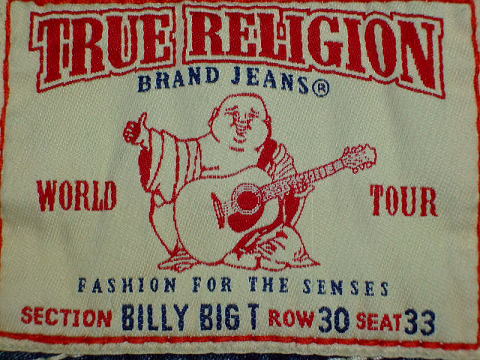 TRUE RELIGION
BRAND JEANS®
WORLD TOUR
FASHION FOR THE SENSES
SECTION BILLY BIG T ROW 30 SEAT 33